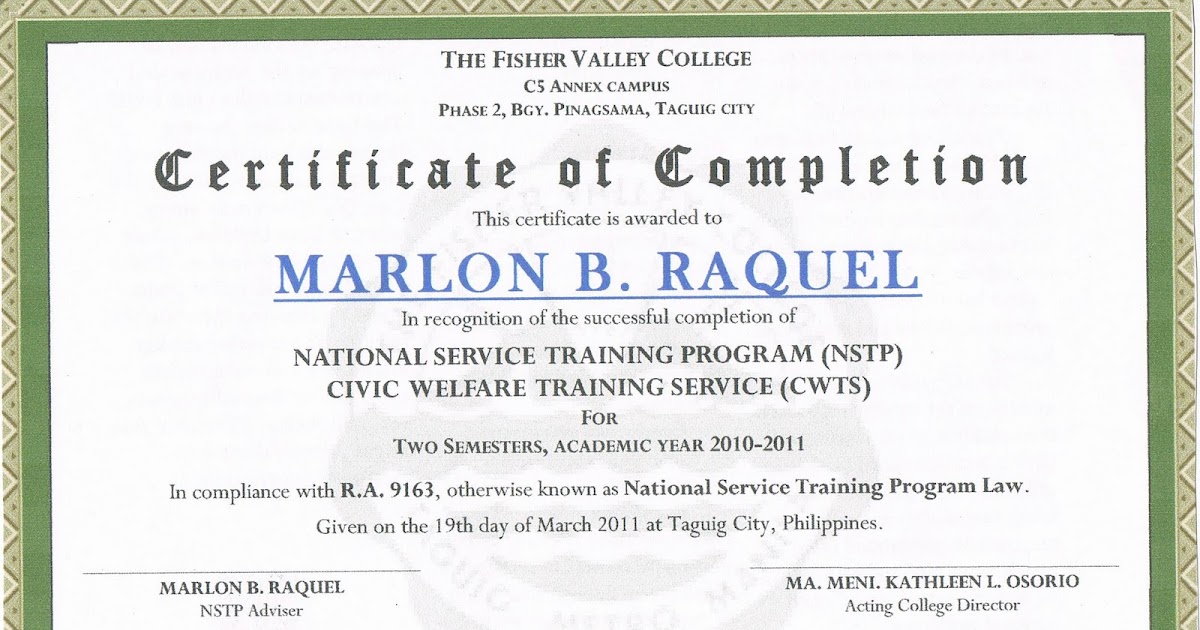 THE FISHER VALLEY COLLEGE
C5 ANNEX CAMPUS
PHASE 2, BGY. PINAGSAMA, TAGUIG CITY
Certificate of Completion
This certificate is awarded to
MARLON B. RAQUEL
In recognition of the successful completion of
NATIONAL SERVICE TRAINING PROGRAM (NSTP)
CIVIC WELFARE TRAINING SERVICE (CWTS)
FOR
TWO SEMESTERS, ACADEMIC YEAR 2010-2011
In compliance with R.A. 9163, otherwise known as National Service Training Program Law.
Given on the 19th day of March 2011 at Taguig City, Philippines.
MARLON B. RAQUEL
NSTP Adviser
MA. MENI. KATHLEEN L. OSORIO
Acting College Director